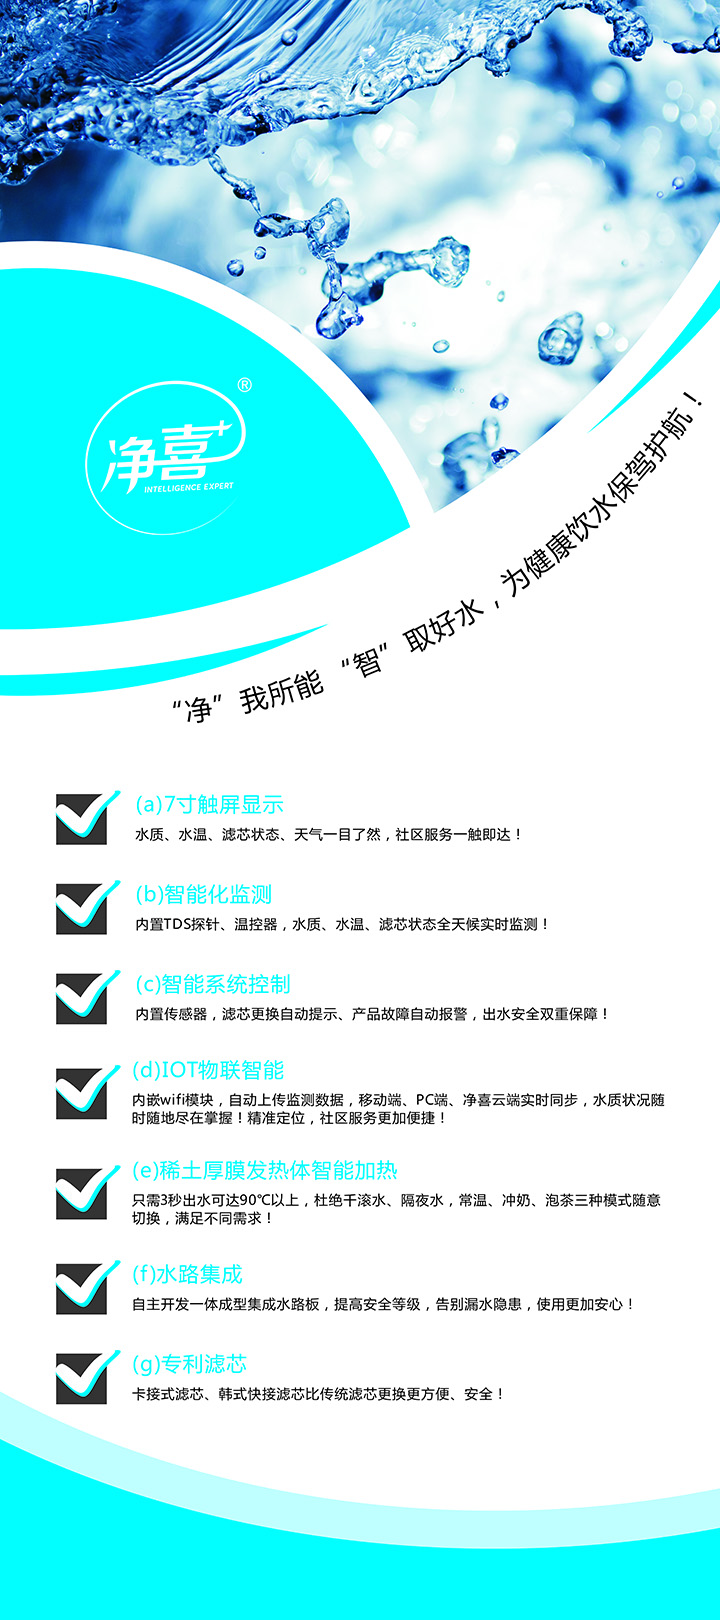 净喜+®
INTELLIGENCE EXPERT
“净”我所能“智”取好水，为健康饮水保驾护航！
(a)7寸触屏显示
水质、水温、滤芯状态、天气一目了然，社区服务一触即达！
(b)智能化监测
内置TDS探针、温控器，水质、水温、滤芯状态全天候实时监测！
(c)智能系统控制
内置传感器，滤芯更换自动提示、产品故障自动报警，出水安全双重保障！
(d)IOT物联智能
内嵌wifi模块，自动上传监测数据，移动端、PC端、净喜云端实时同步，水质状况随
时随地尽在掌握！精准定位，社区服务更加便捷！
(e)稀土厚膜发热体智能加热
只需3秒出水可达90℃以上，杜绝千滚水、隔夜水，常温、冲奶、泡茶三种模式随意
切换，满足不同需求！
(f)水路集成
自主开发一体成型集成水路板，提高安全等级，告别漏水隐患，使用更加安心！
(g)专利滤芯
卡接式滤芯、韩式快接滤芯比传统滤芯更换更方便、安全！